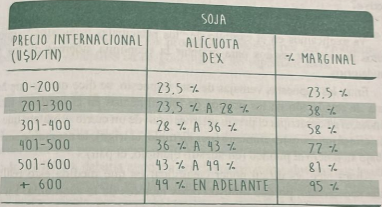 SOJA
PRECIO INTERNACIONAL (U$D/TN) ALÍCUOTA DEX % MARGINAL
0-200 23,5 % 23,5 %
201-300 23,5 % A 28 % 38 %
301-400 28 % A 36 % 58 %
401-500 36 % A 43 % 72 %
501-600 43 % A 49 % 81 %
+ 600 49 % EN ADELANTE 95 %